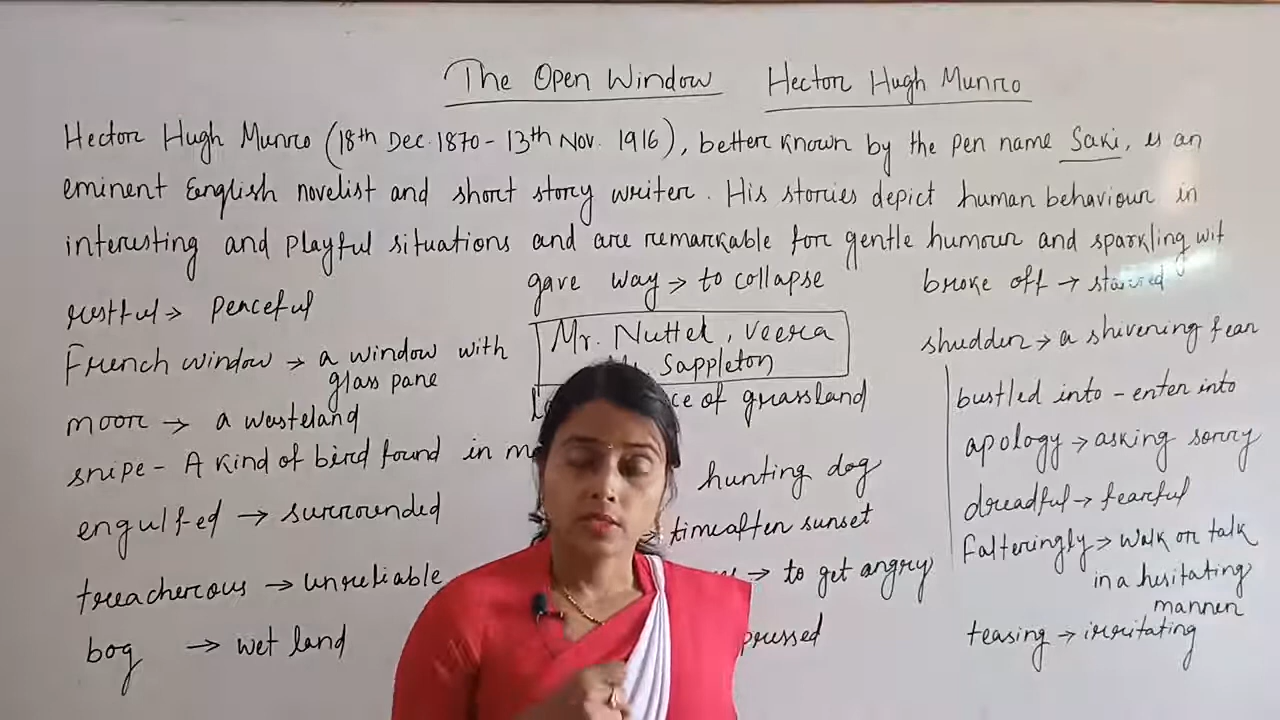 The Open Window Hector Hugh Munro
Hector Hugh Munro (18th Dec. 1870 - 13th Nov. 1916), better known by the pen name Saki, is an
eminent English novelist and short story writer. His stories depict human behaviour in
interesting and playful situations and are remarkable for gentle humour and sparkling wit
restful → peaceful
French window → a window with
glass pane
moor → a wasteland
snipe - A kind of bird found in
engulfed → surrounded
treacherous → unreliable
bog → wet land
gave way → to collapse
Mr. Nuttel, Veera
Sappleton
of grassland
hunting dog
time after sunset
→ to get angry
broke off →
shudder → a shivering fear
bustled into - enter into
apology → asking sorry
dreadful → fearful
falteringly → walk or talk
in a hesitating
manner
teasing → irritating